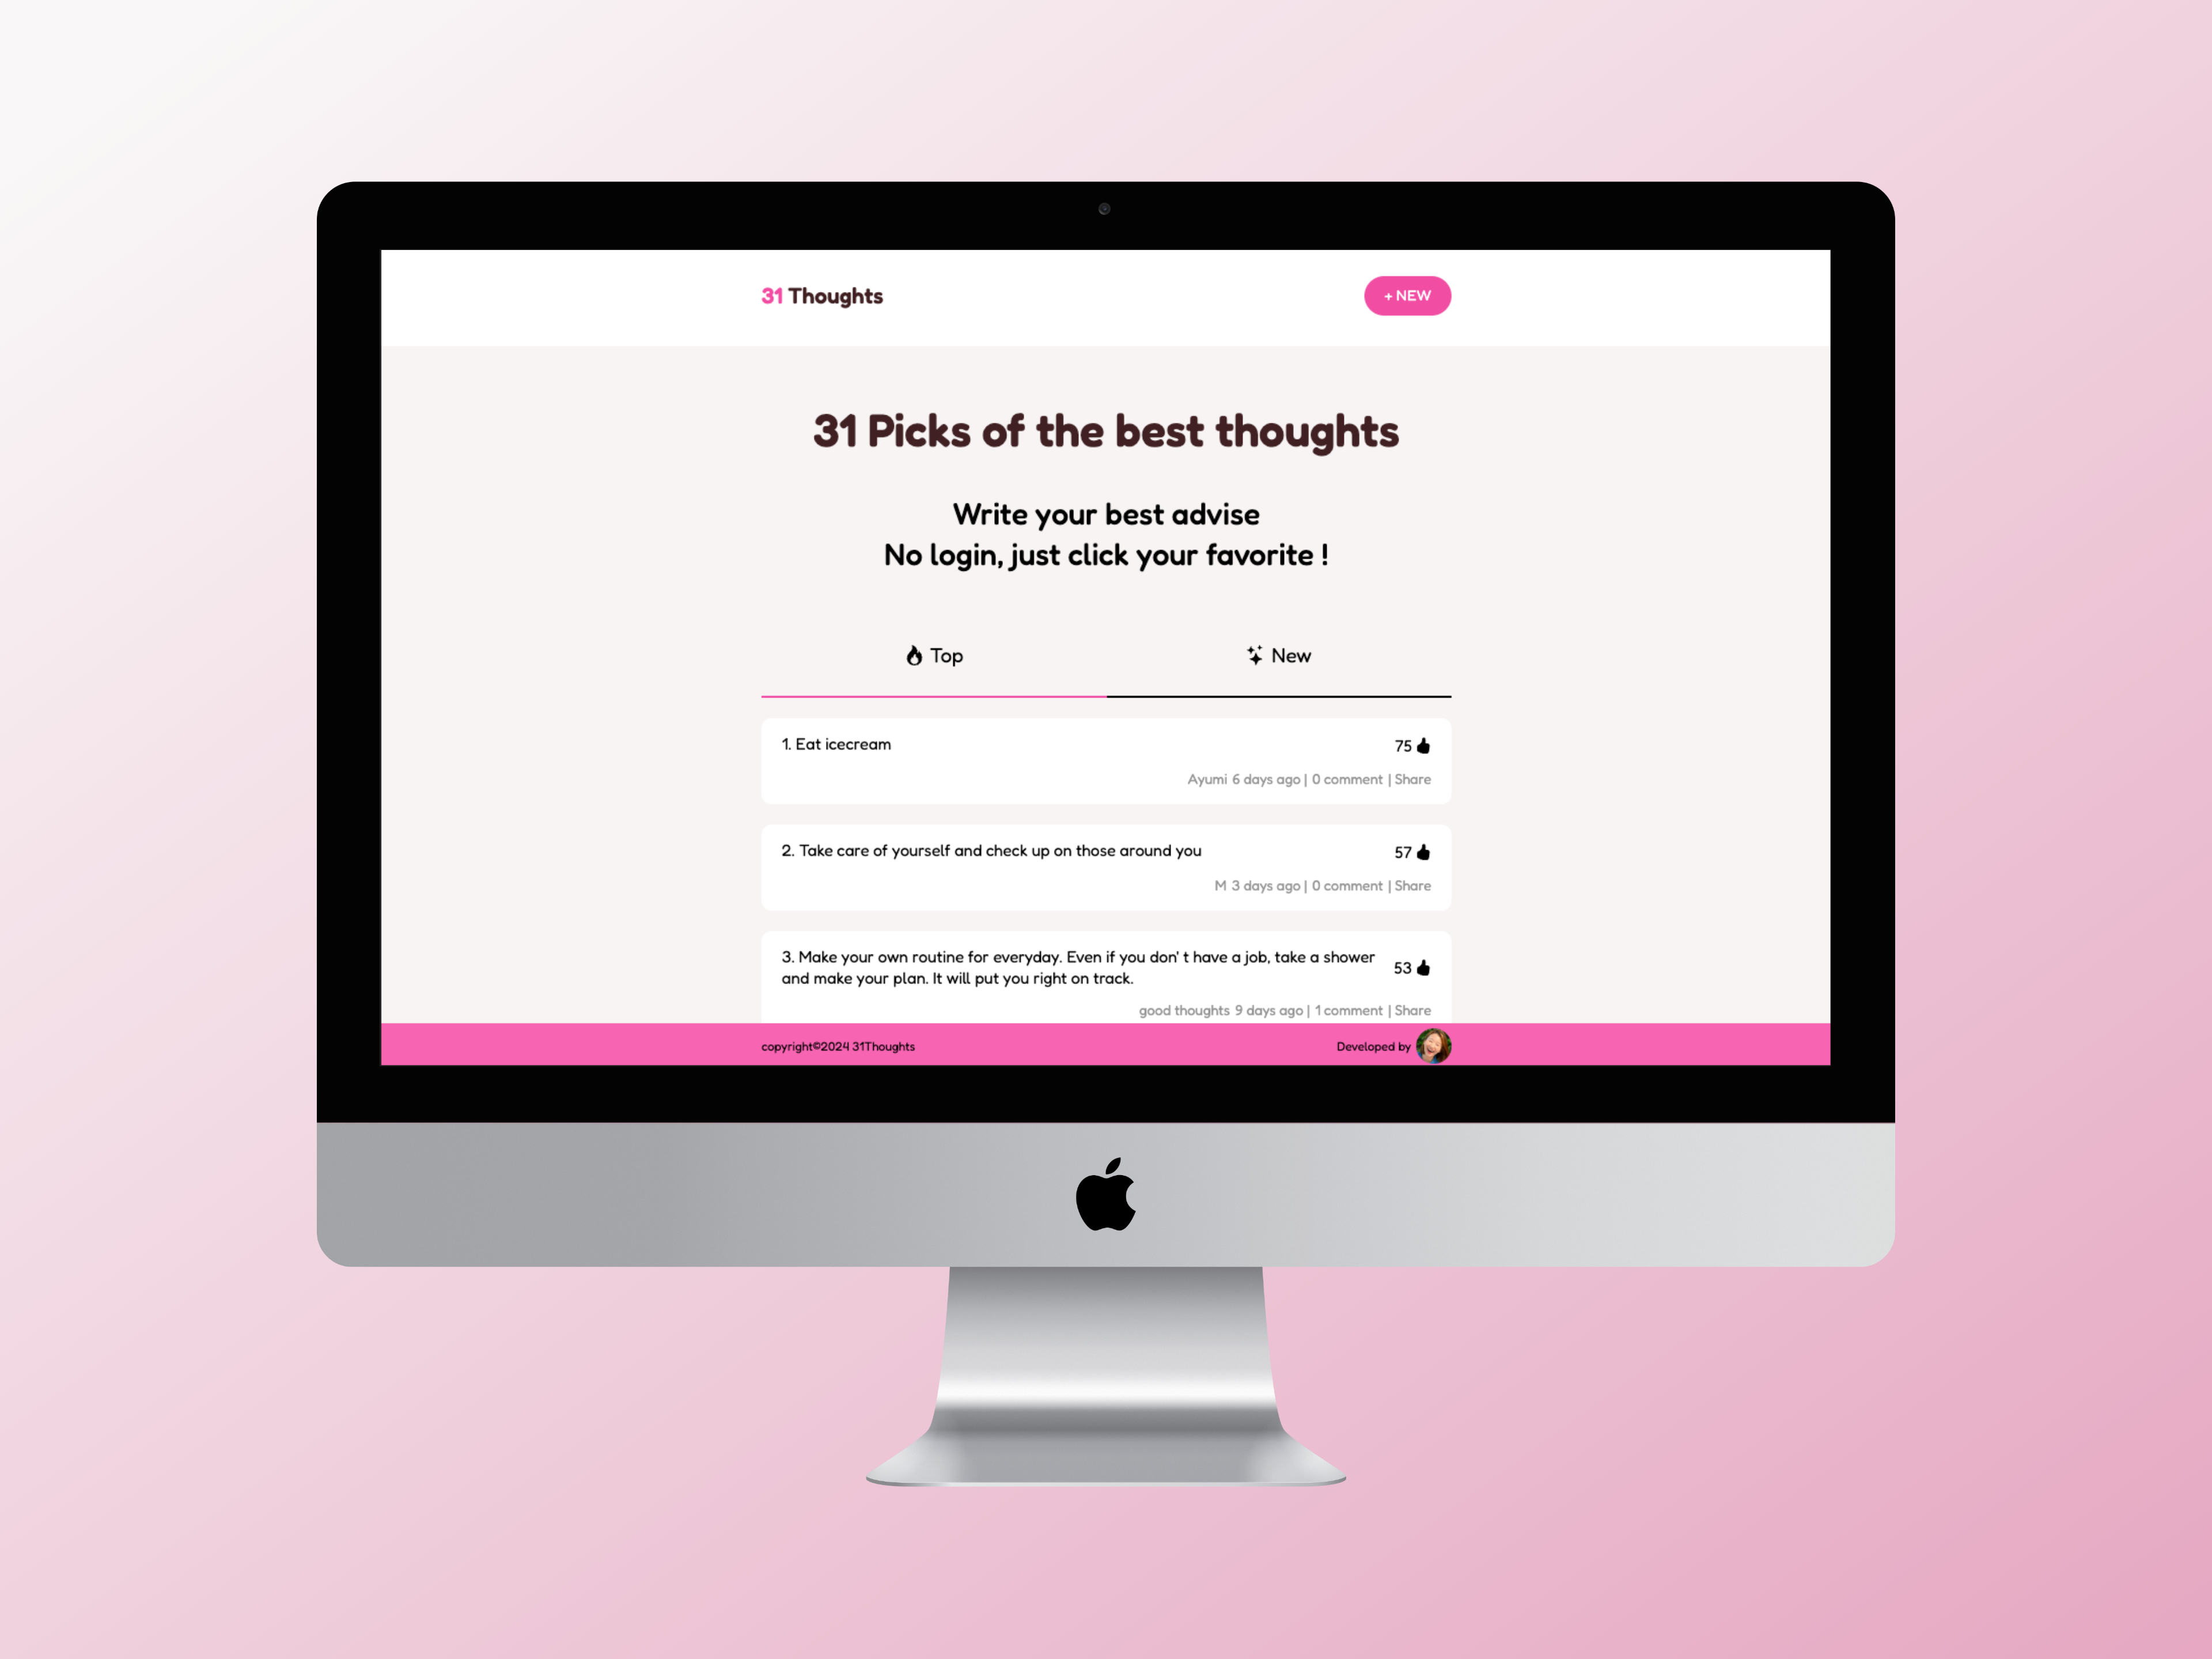 31 Thoughts
+ NEW
31 Picks of the best thoughts
Write your best advise
No login, just click your favorite !
Top
New
1. Eat icecream
75
Ayumi 6 days ago | 0 comment | Share
2. Take care of yourself and check up on those around you
57
M 3 days ago | 0 comment | Share
3. Make your own routine for everyday. Even if you don' t have a job, take a shower
and make your plan. It will put you right on track.
53
good thoughts 9 days ago | 1 comment | Share
copyright©2024 31Thoughts
Developed by